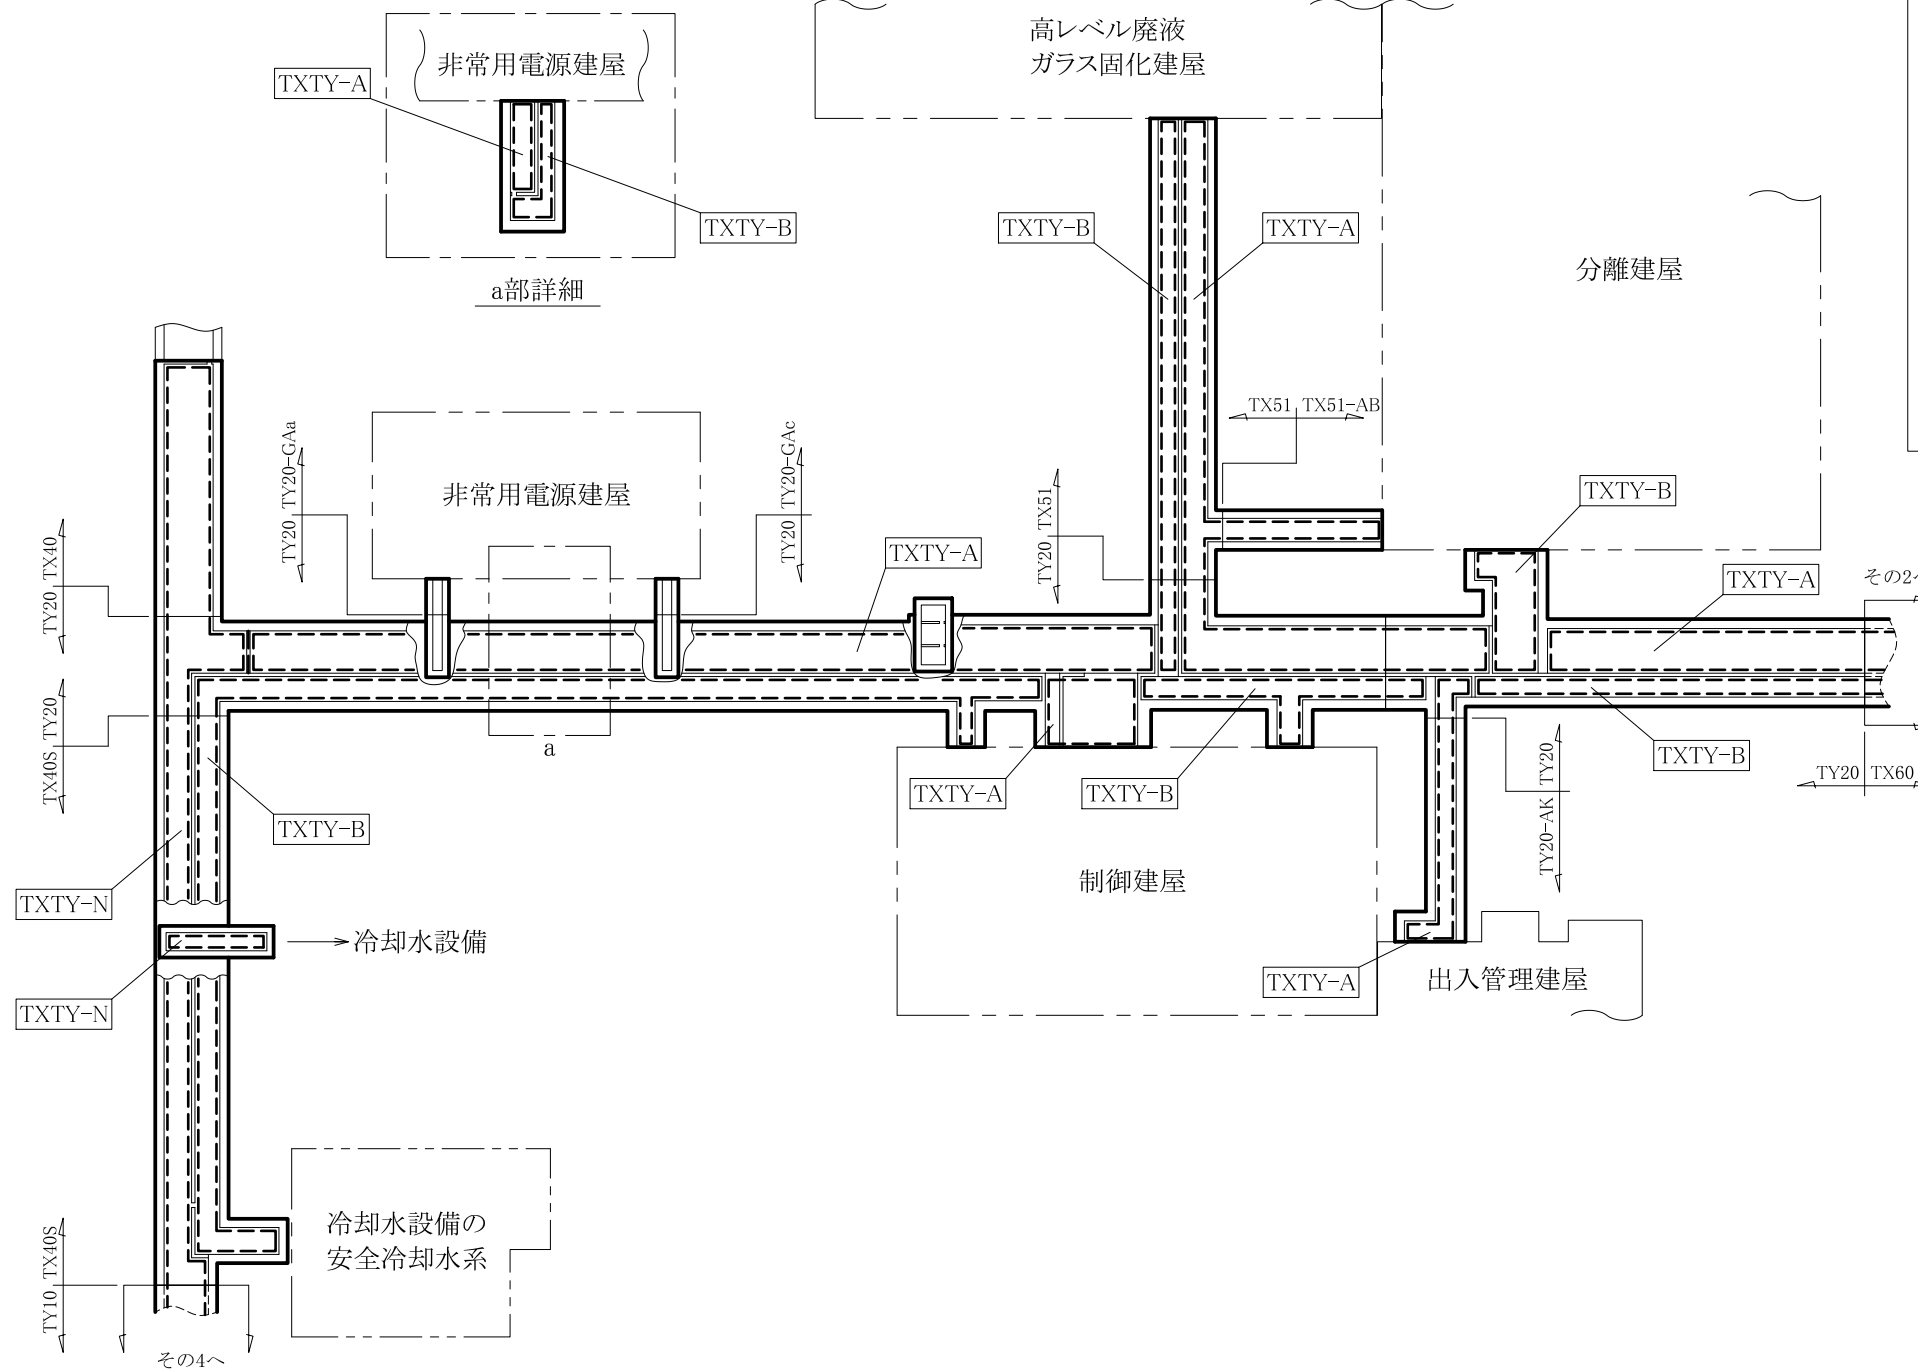 高レベル廃液
ガラス固化建屋
非常用電源建屋
TXTY-A
TXTY-B
a部詳細
TXTY-B
TXTY-A
分離建屋
TX51
TX51-AB
TY20
TY20-GAa
TY20
TY20-GAc
非常用電源建屋
TY20
TX51
TXTY-B
TY20
TX40
TXTY-A
TXTY-A
その2へ
TX40S
TY20
a
TXTY-A
TXTY-B
TXTY-B
TY20
TX60
TY20-AK
TY20
TXTY-B
制御建屋
TXTY-N
冷却水設備
TXTY-A
出入管理建屋
TXTY-N
冷却水設備の
安全冷却水系
TY10
TX40S
その4へ